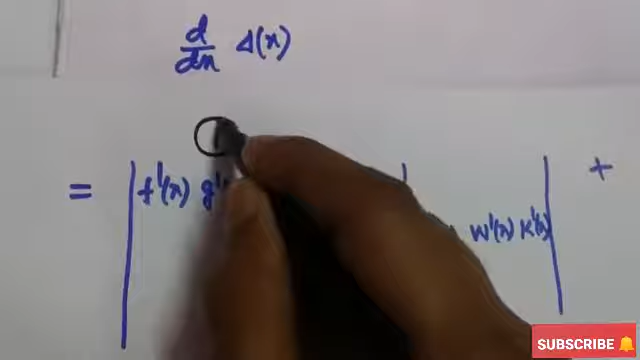 d/dx Δ(x)
= | f'(x) g' | w'(x) k'(x) | +
SUBSCRIBE 🔔